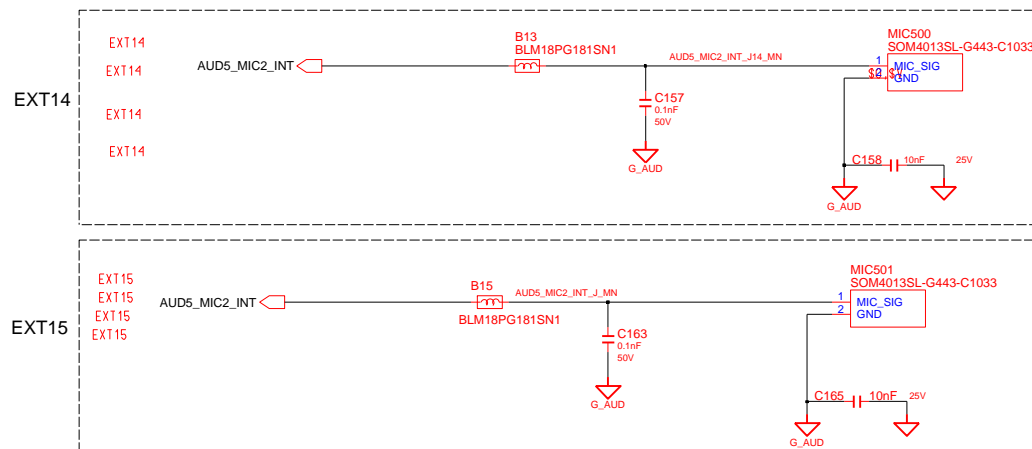 EXT14
EXT14
EXT14
EXT14
EXT14
AUD5_MIC2_INT
B13
BLM18PG181SN1
AUD5_MIC2_INT_J14_MN
C157
0.1nF
50V
G_AUD
MIC500
SOM4013SL-G443-C1033
1
MIC_SIG
2
GND
C158
10nF
25V
G_AUD
EXT15
EXT15
EXT15
EXT15
EXT15
AUD5_MIC2_INT
B15
BLM18PG181SN1
AUD5_MIC2_INT_J_MN
C163
0.1nF
50V
G_AUD
MIC501
SOM4013SL-G443-C1033
1
MIC_SIG
2
GND
C165
10nF
25V
G_AUD